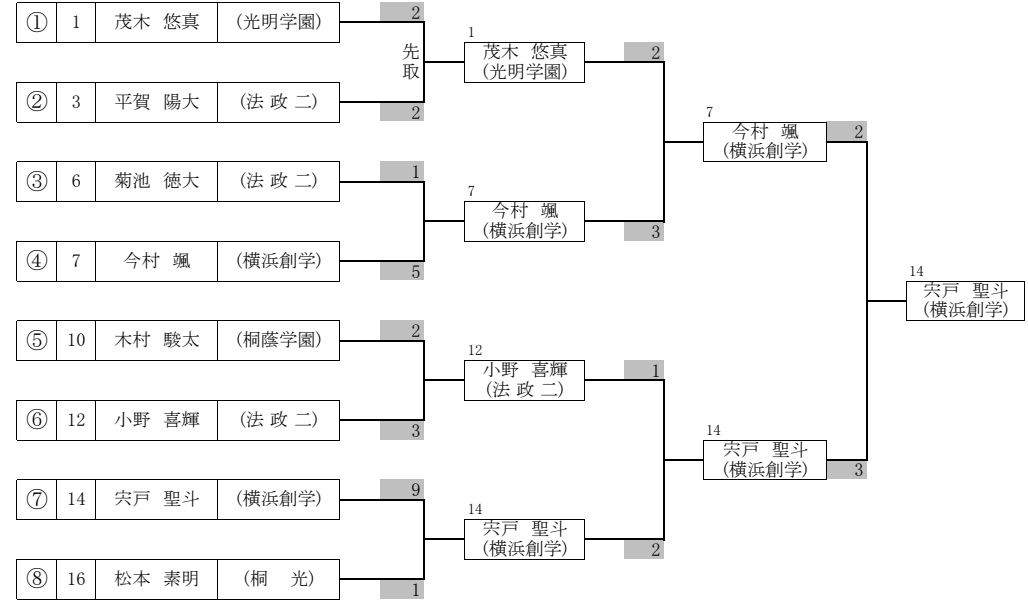 ① 1 茂木 悠真 (光明学園) 2
先取
② 3 平賀 陽大 (法 政 二) 2
③ 6 菊池 徳大 (法 政 二) 1
④ 7 今村 颯 (横浜創学) 5
⑤ 10 木村 駿太 (桐蔭学園) 2
⑥ 12 小野 喜輝 (法 政 二) 3
⑦ 14 宍戸 聖斗 (横浜創学) 9
⑧ 16 松本 素明 (桐 光) 1
1
茂木 悠真 2
(光明学園)
7
今村 颯
(横浜創学) 3
12
小野 喜輝 1
(法 政 二)
14
宍戸 聖斗
(横浜創学) 2
7
今村 颯 2
(横浜創学)
14
宍戸 聖斗
(横浜創学) 3
14
宍戸 聖斗
(横浜創学)